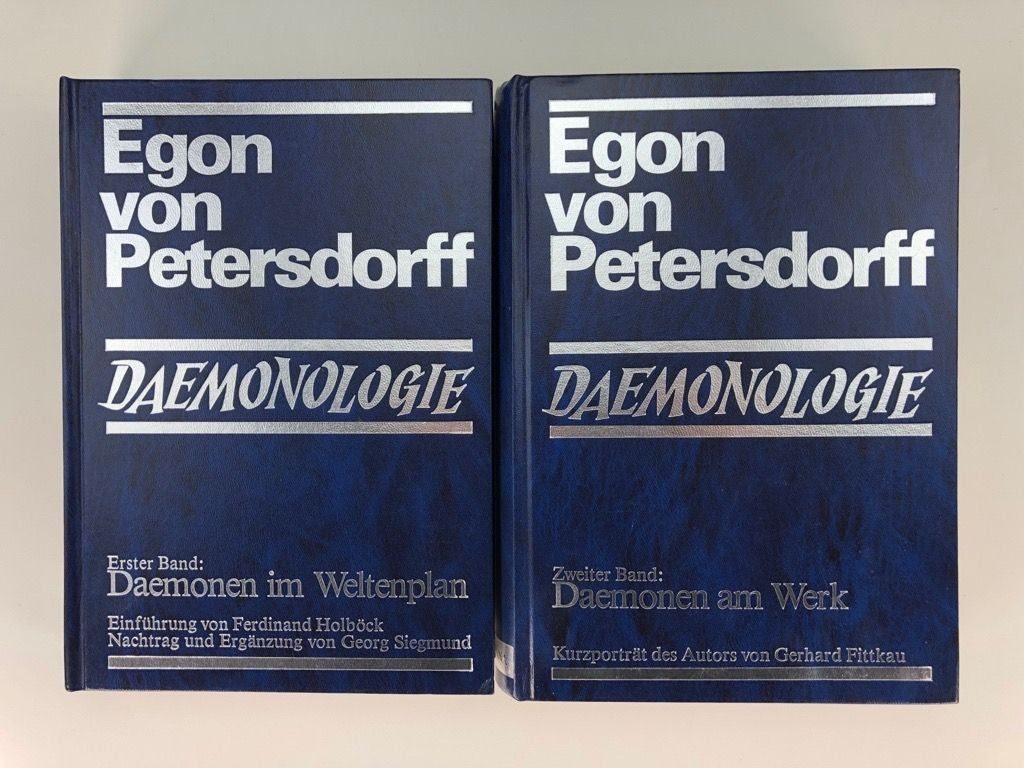 Egon
von
Petersdorff
DAEMONOLOGIE
Erster Band:
Daemonen im Weltenplan
Einführung von Ferdinand Holböck
Nachtrag und Ergänzung von Georg Siegmund
Egon
von
Petersdorff
DAEMONOLOGIE
Zweiter Band:
Daemonen am Werk
Kurzporträt des Autors von Gerhard Fittkau